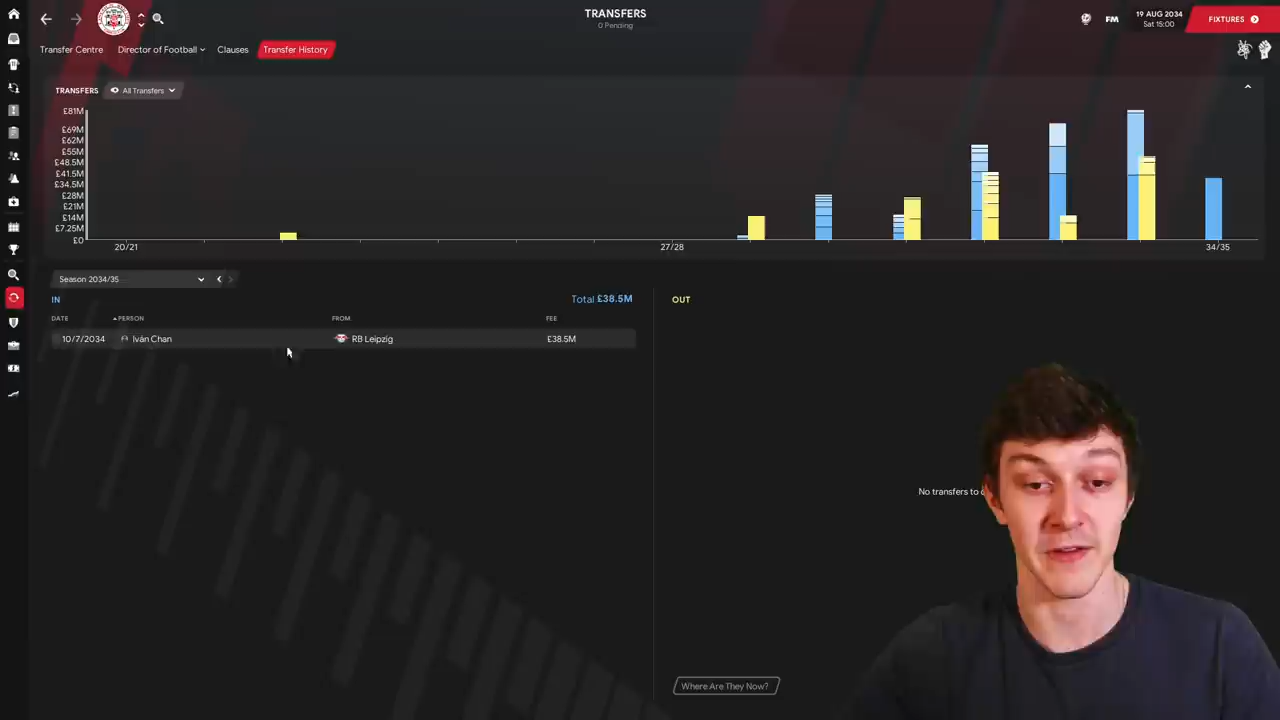 TRANSFERS
0 Pending
FM
19 AUG 2034
Sat 15:00
FIXTURES
Transfer Centre
Director of Football
Clauses
Transfer History
TRANSFERS
All Transfers
£81M
£69M
£62M
£55M
£48.5M
£41.5M
£34.5M
£28M
£21M
£14M
£7.25M
£0
20/21
27/28
34/35
Season 2034/35
IN
Total £38.5M
OUT
DATE
PERSON
FROM
FEE
10/7/2034
Iván Chan
RB Leipzig
£38.5M
No transfers to
Where Are They Now?